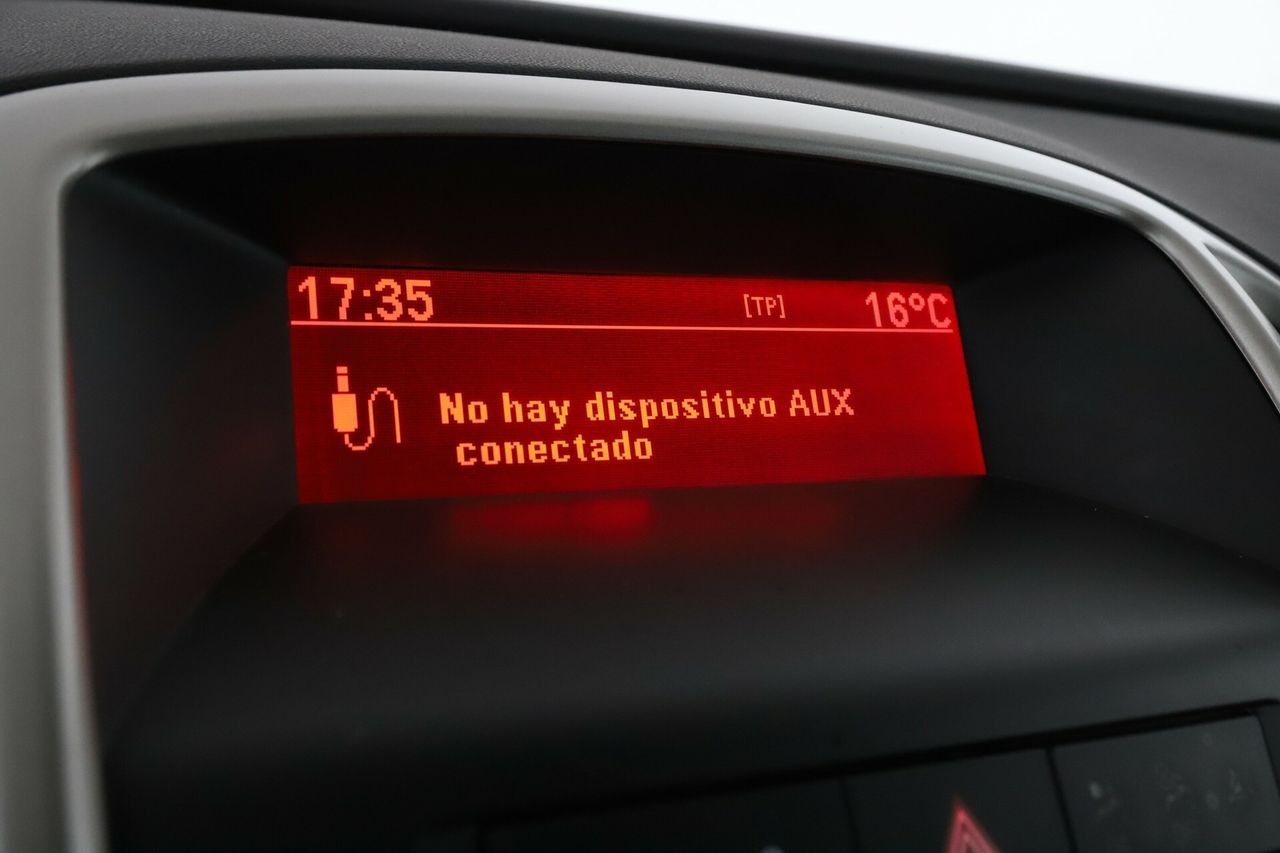 17:35 [TP] 16°C
No hay dispositivo AUX
conectado